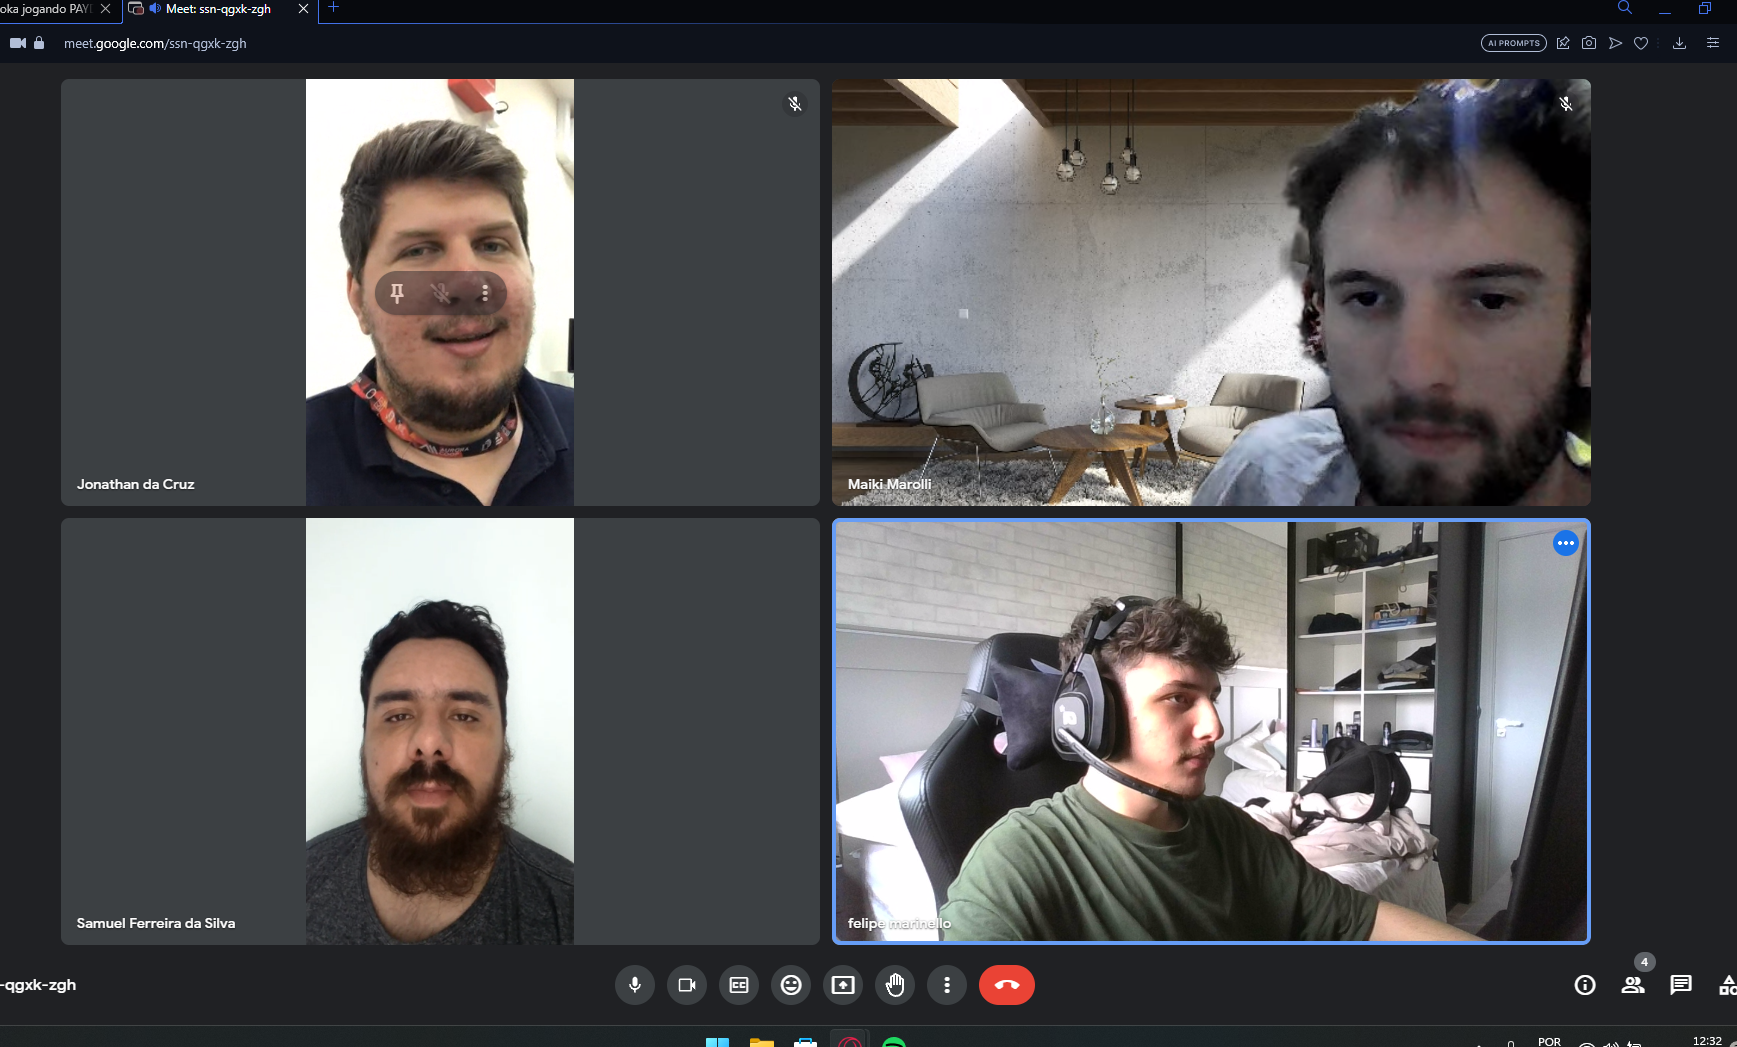 oka jogando PAY
Meet: ssn-qgxk-zgh
meet.google.com/ssn-qgxk-zgh
AI PROMPTS
Jonathan da Cruz
Maiki Marolli
Samuel Ferreira da Silva
felipe marinello
-qgxk-zgh
4
POR
12:32